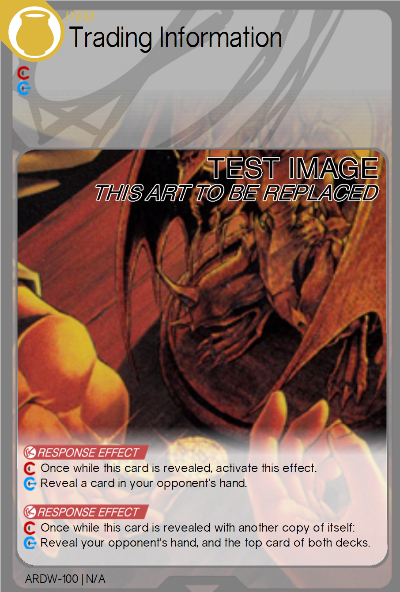 Trading Information
TEST IMAGE
THIS ART TO BE REPLACED
RESPONSE EFFECT
Once while this card is revealed, activate this effect.
Reveal a card in your opponent's hand.
RESPONSE EFFECT
Once while this card is revealed with another copy of itself:
Reveal your opponent's hand, and the top card of both decks.
ARDW-100 | N/A